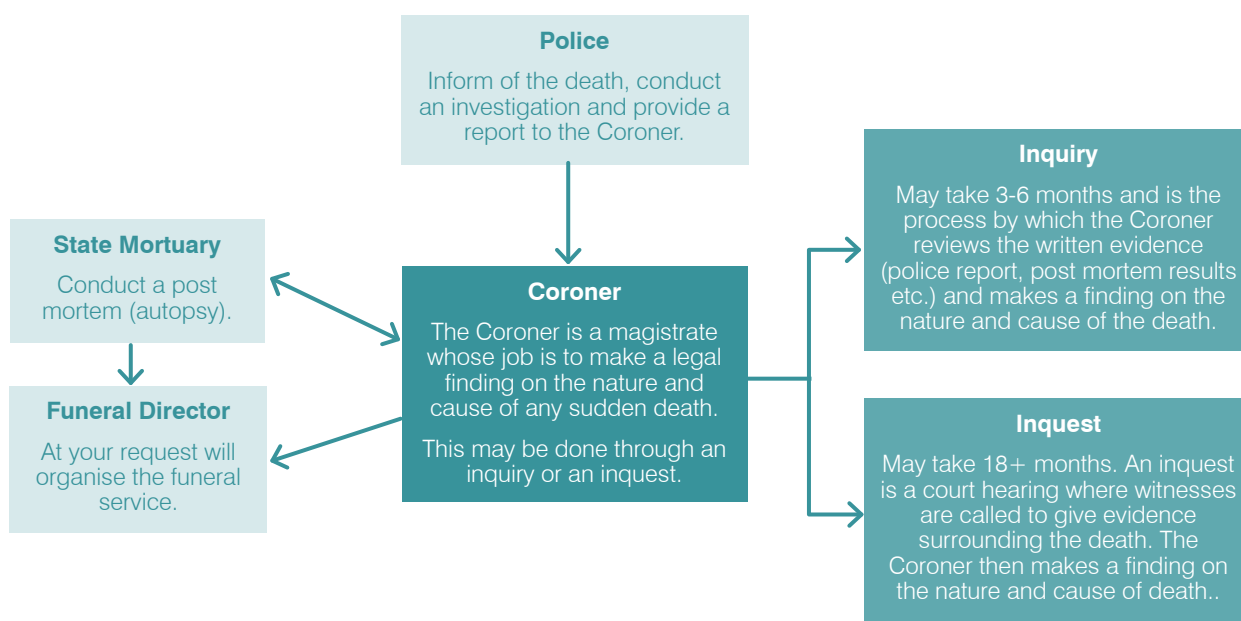 Police
Inform of the death, conduct
an investigation and provide a
report to the Coroner.
State Mortuary
Conduct a post
mortem (autopsy).
Funeral Director
At your request will
organise the funeral
service.
Coroner
The Coroner is a magistrate
whose job is to make a legal
finding on the nature and
cause of any sudden death.
This may be done through an
inquiry or an inquest.
Inquiry
May take 3-6 months and is the
process by which the Coroner
reviews the written evidence
(police report, post mortem results
etc.) and makes a finding on the
nature and cause of the death.
Inquest
May take 18+ months. An inquest
is a court hearing where witnesses
are called to give evidence
surrounding the death. The
Coroner then makes a finding on
the nature and cause of death..